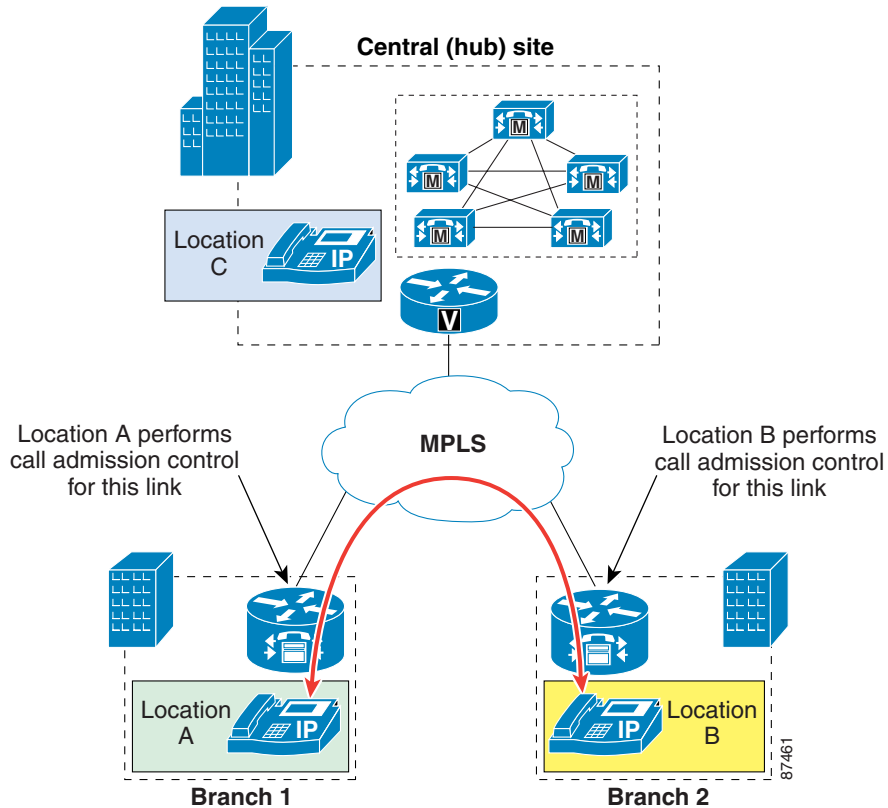 Central (hub) site
M
M
M
M
M
Location
C
IP
V
MPLS
Location A performs
call admission control
for this link
Location B performs
call admission control
for this link
Location
A
IP
IP
Location
B
87461
Branch 1
Branch 2